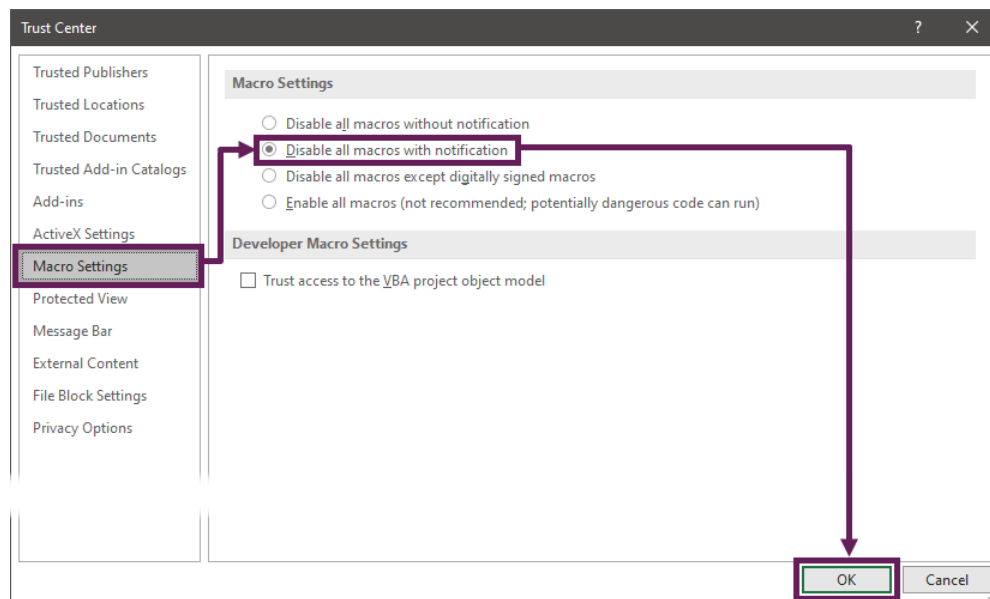 Trust Center
?
Trusted Publishers
Trusted Locations
Trusted Documents
Trusted Add-in Catalogs
Add-ins
ActiveX Settings
Macro Settings
Protected View
Message Bar
External Content
File Block Settings
Privacy Options
Macro Settings
Disable all macros without notification
Disable all macros with notification
Disable all macros except digitally signed macros
Enable all macros (not recommended; potentially dangerous code can run)
Developer Macro Settings
Trust access to the VBA project object model
OK
Cancel